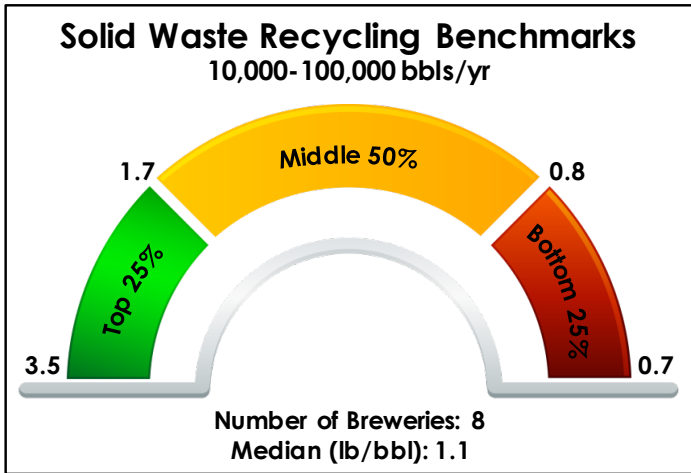 Solid Waste Recycling Benchmarks
10,000-100,000 bbls/yr
Middle 50%
1.7
0.8
Top 25%
Bottom 25%
3.5
0.7
Number of Breweries: 8
Median (lb/bbl): 1.1